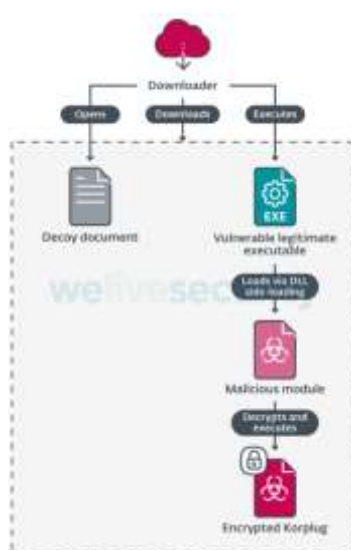 Downloader
Opens
Downloads
Executes
EXE
Decoy document
Vulnerable legitimate
executable
welivesecurity
Loads via DLL
side-loading
Malicious module
Decrypts and
executes
Encrypted Korplug